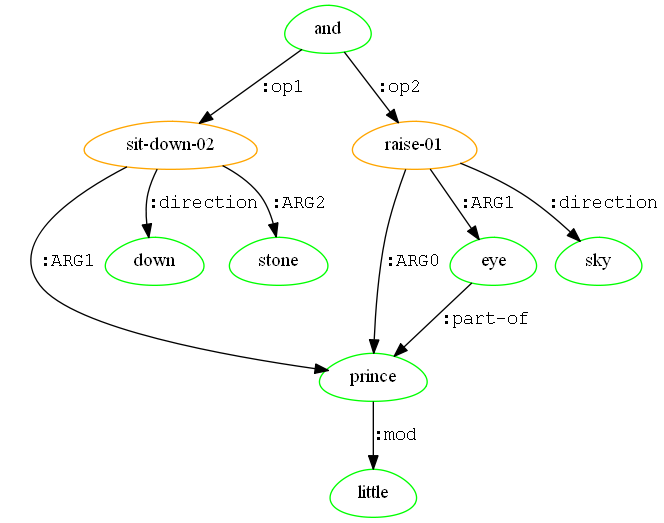 and
:op1 :op2
sit-down-02 raise-01
:direction :ARG2 :ARG1 :direction
down stone eye sky
:ARG1 :ARG0
:part-of
prince
:mod
little